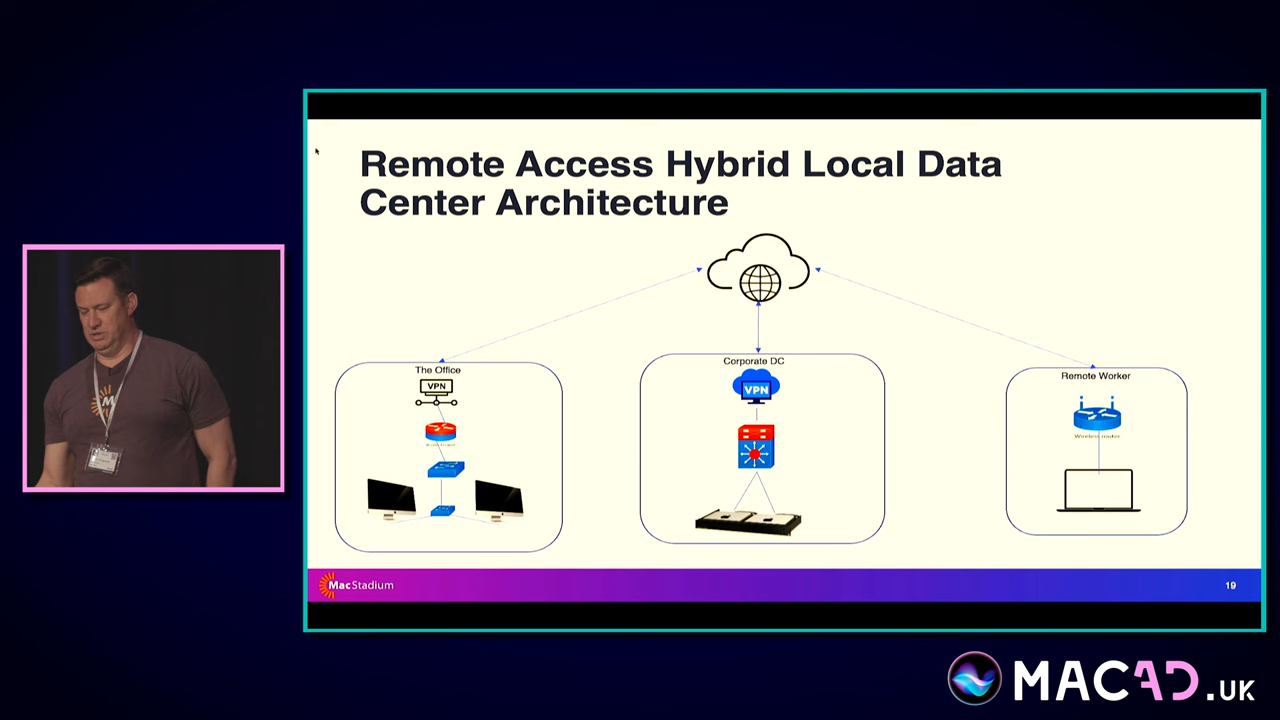 Remote Access Hybrid Local Data
Center Architecture
The Office
VPN
Corporate DC
VPN
Remote Worker
Wireless router
MacStadium
19
MACAD.UK